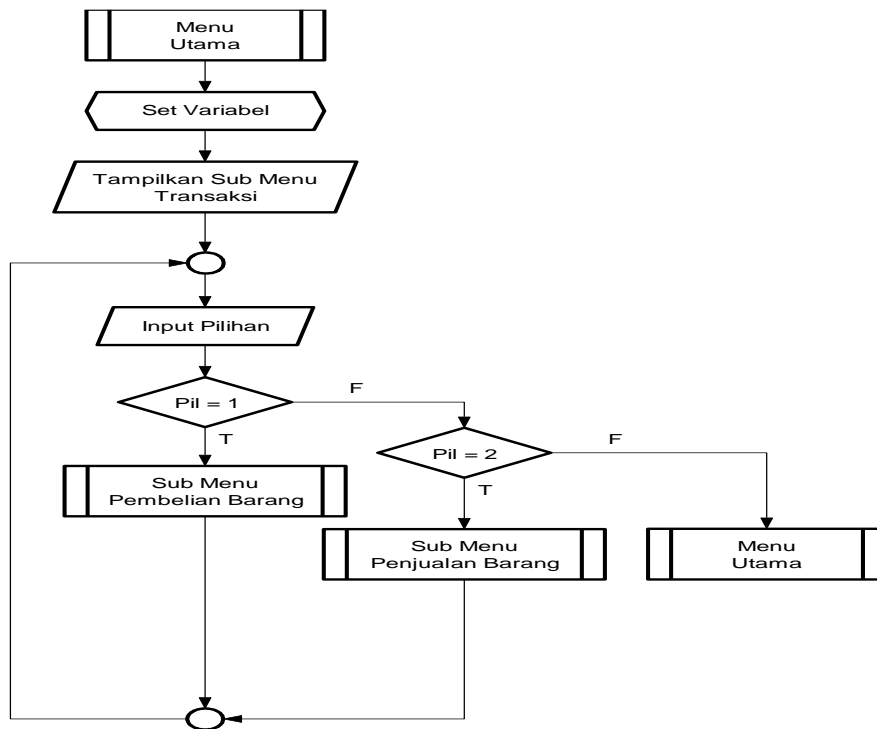 Menu
Utama
Set Variabel
Tampilkan Sub Menu
Transaksi
Input Pilihan
Pil = 1
F
T
Pil = 2
F
T
Sub Menu
Pembelian Barang
Sub Menu
Penjualan Barang
Menu
Utama